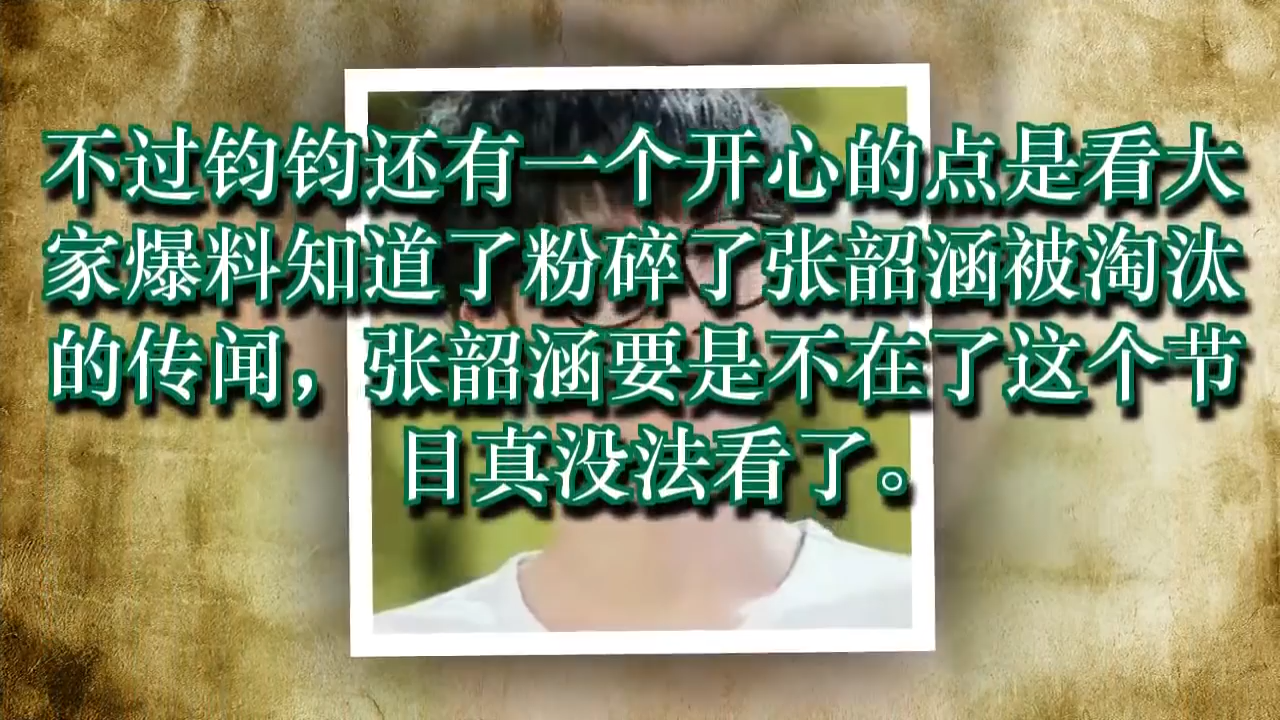 不过钧钧还有一个开心的点是看大
家爆料知道了粉碎了张韶涵被淘汰
的传闻，张韶涵要是不在了这个节
目真没法看了。